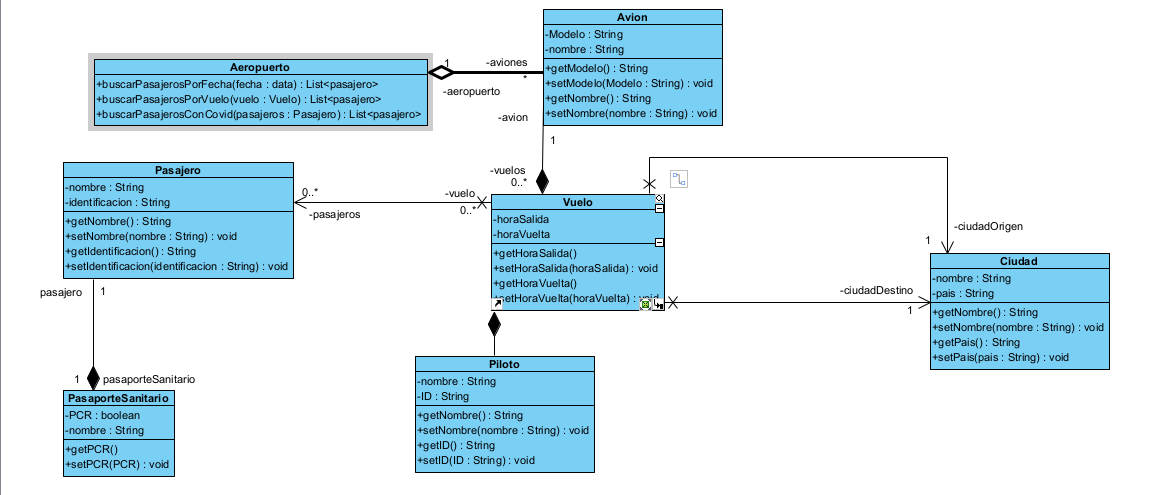 Avion
-Modelo : String
-nombre : String
+getModelo() : String
+setModelo(Modelo : String) : void
+getNombre() : String
+setNombre(nombre : String) : void
Aeropuerto
+buscarPasajerosPorFecha(fecha : data) : List<pasajero>
+buscarPasajerosPorVuelo(vuelo : Vuelo) : List<pasajero>
+buscarPasajerosConCovid(pasajeros : Pasajero) : List<pasajero>
1
-aviones
*
-aeropuerto
-avion
1
-vuelos
0..*
Pasajero
-nombre : String
-identificacion : String
+getNombre() : String
+setNombre(nombre : String) : void
+getIdentificacion() : String
+setIdentificacion(identificacion : String) : void
0..*
-pasajeros
-vuelo
0..*
Vuelo
-horaSalida
-horaVuelta
+getHoraSalida()
+setHoraSalida(horaSalida) : void
+getHoraVuelta()
+setHoraVuelta(horaVuelta) : void
-ciudadOrigen
1
Ciudad
-nombre : String
-pais : String
+getNombre() : String
+setNombre(nombre : String) : void
+getPais() : String
+setPais(pais : String) : void
-ciudadDestino
1
pasajero
1
1
pasaporteSanitario
PasaporteSanitario
-PCR : boolean
-nombre : String
+getPCR()
+setPCR(PCR) : void
Piloto
-nombre : String
-ID : String
+getNombre() : String
+setNombre(nombre : String) : void
+getID() : String
+setID(ID : String) : void